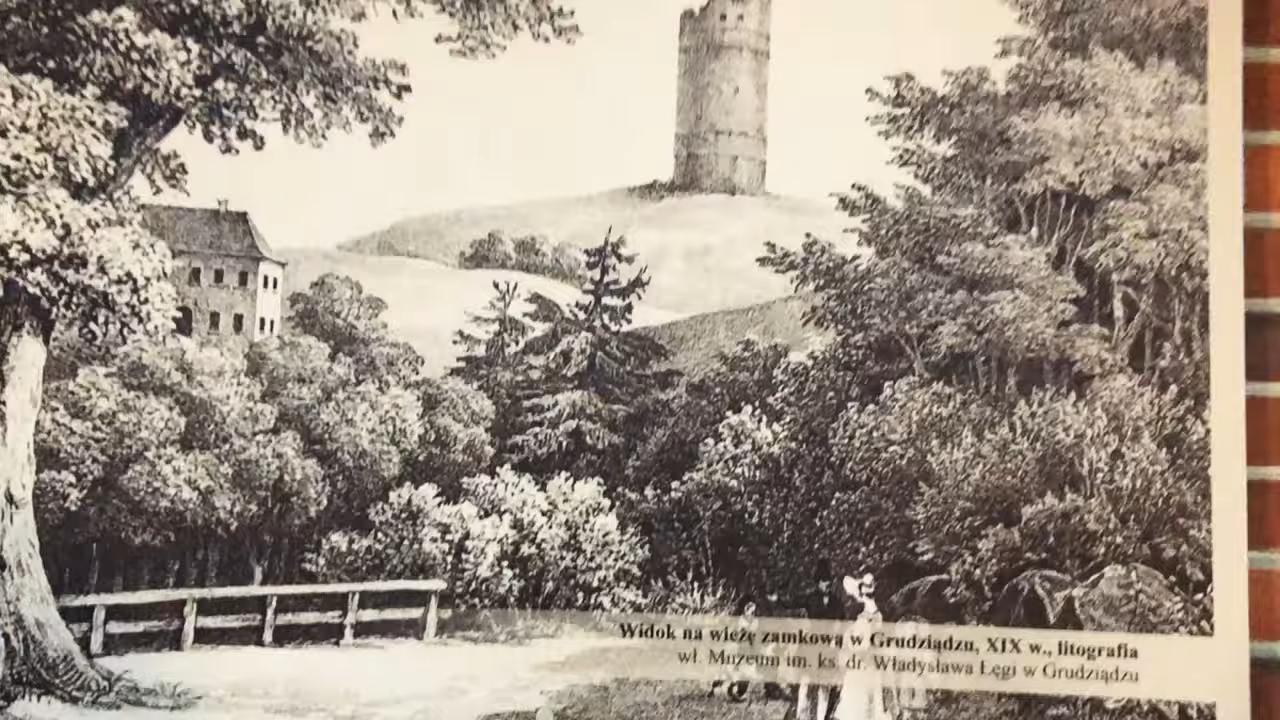 Widok na wieżę zamkową w Grudziądzu, XIX w., litografia
wł. Muzeum im. ks. dr. Władysława Łęgi w Grudziądzu